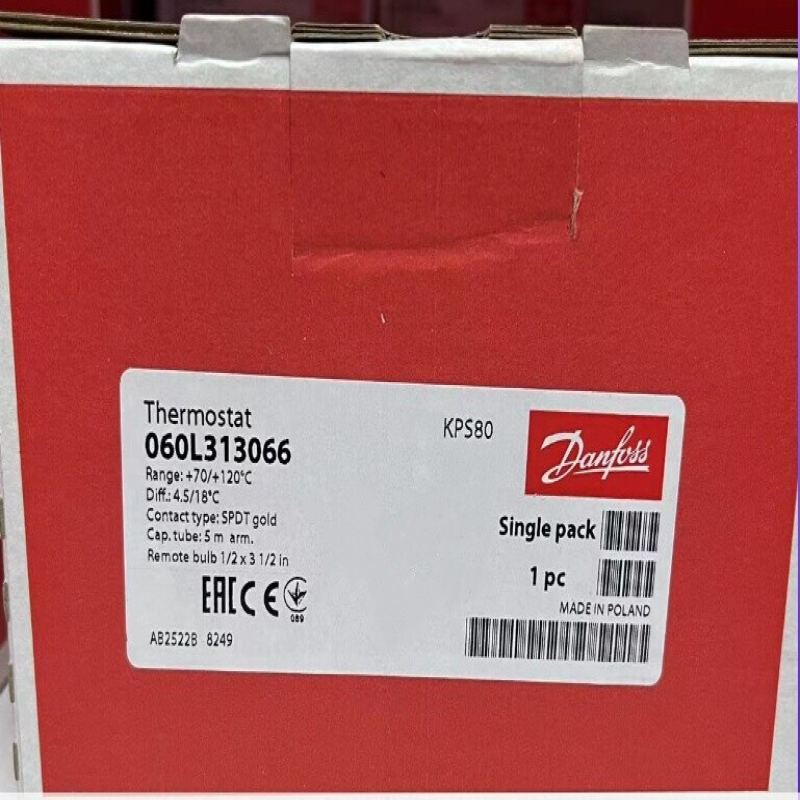 Thermostat
060L313066
Range: +70/+120°C
Diff.: 4.5/18°C
Contact type: SPDT gold
Cap. tube: 5 m arm.
Remote bulb 1/2 x 3 1/2 in
EAC CE
089
AB2522B 8249
KPS80
Danfoss
Single pack
1 pc
MADE IN POLAND